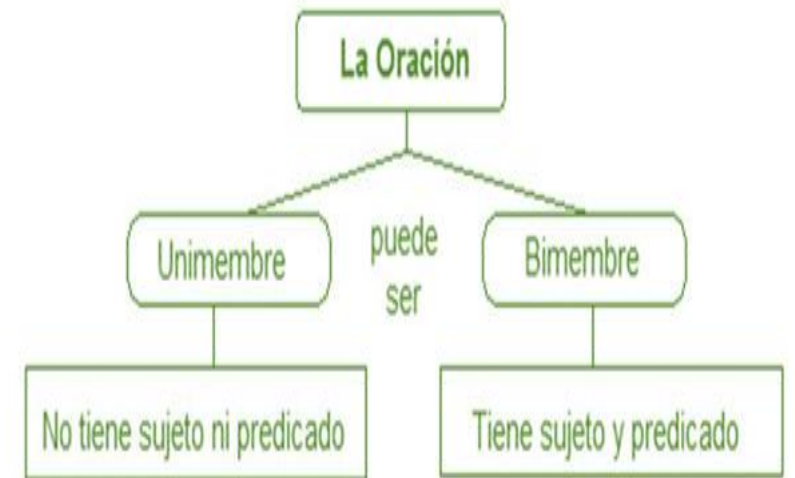 La Oración
Unimembre
puede
ser
Bimembre
No tiene sujeto ni predicado
Tiene sujeto y predicado